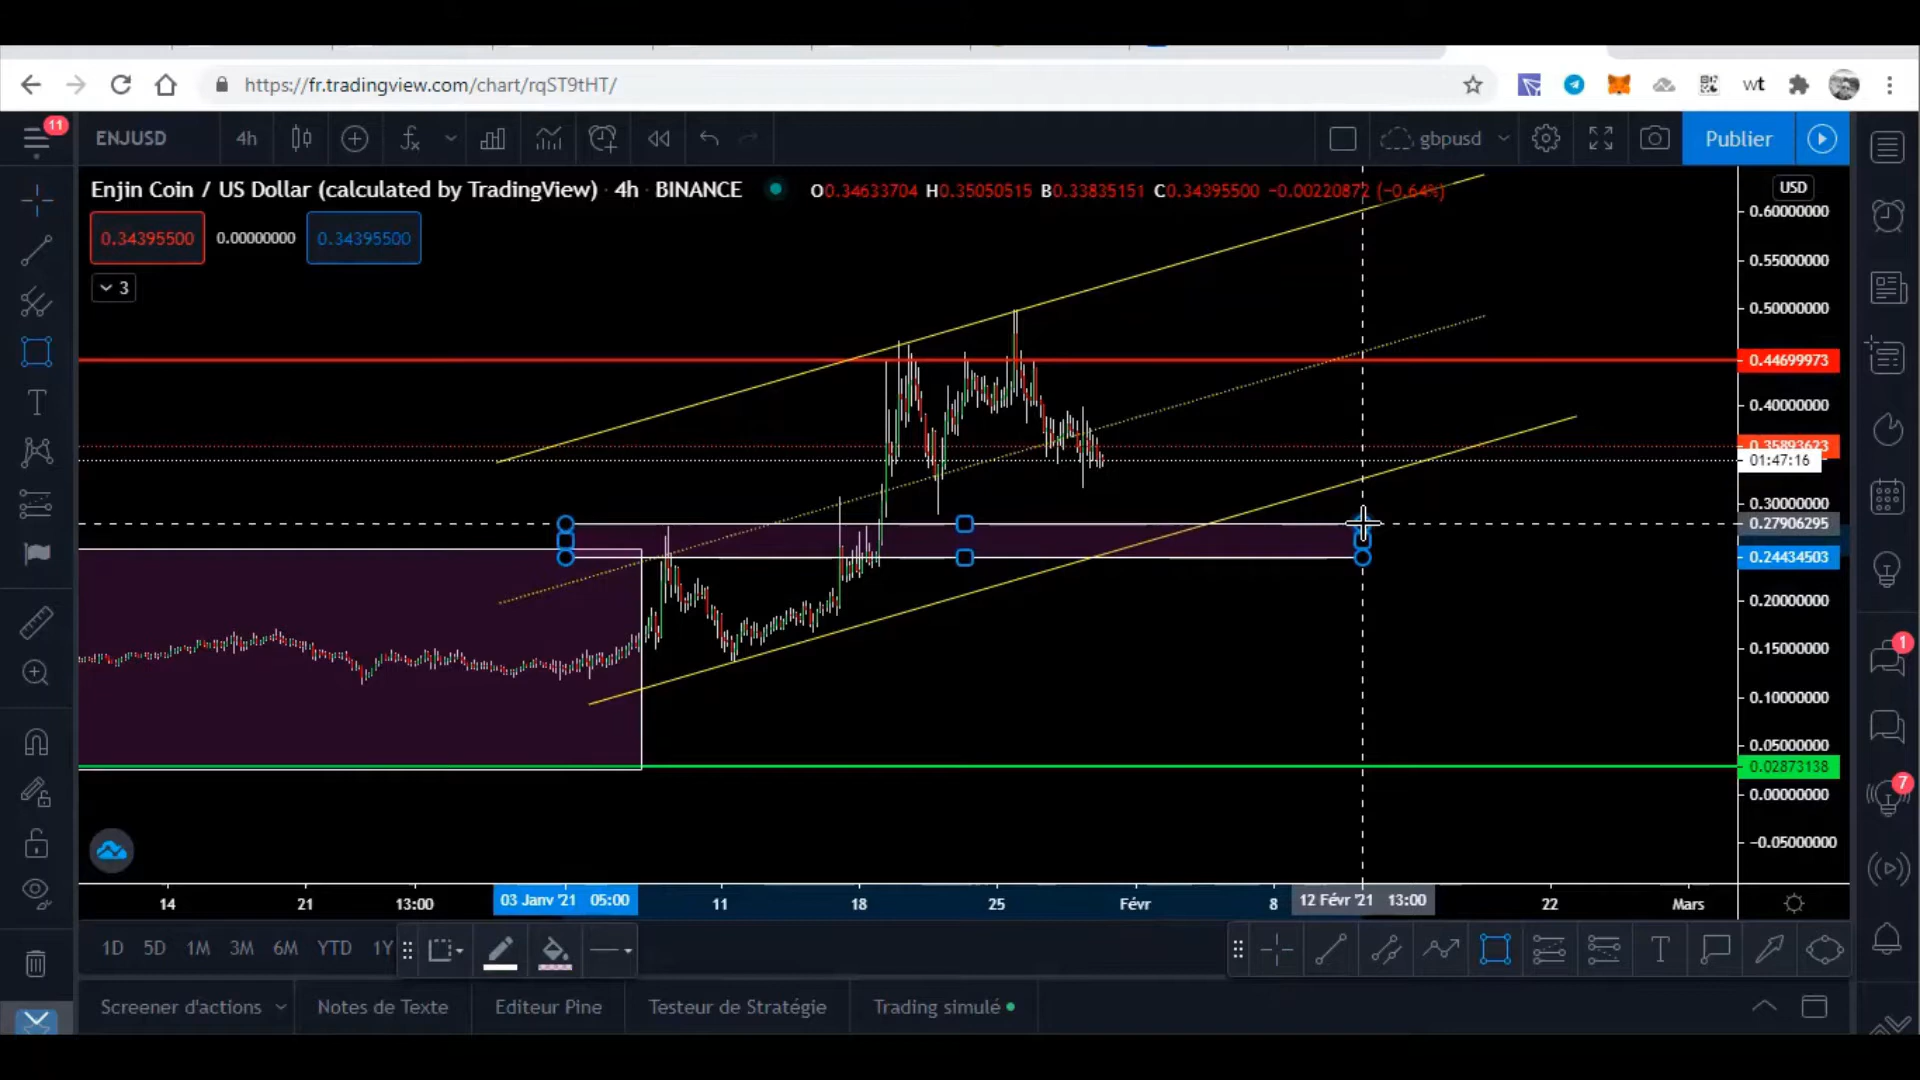 https://fr.tradingview.com/chart/rqST9tHT/
wt
11
ENJUSD
4h
gbpusd
Publier
Enjin Coin / US Dollar (calculated by TradingView) · 4h · BINANCE
O0.34633704 H0.35050515 B0.33835151 C0.34395500 −0.00220872 (−0.64%)
USD
0.34395500
0.00000000
0.34395500
3
0.60000000
0.55000000
0.50000000
0.44699973
0.40000000
0.35893623
01:47:16
0.30000000
0.27906295
0.24434503
0.20000000
0.15000000
0.10000000
0.05000000
0.02873138
0.00000000
−0.05000000
1
7
14
21
13:00
03 Janv '21 05:00
11
18
25
Févr
8
12 Févr '21 13:00
22
Mars
1D 5D 1M 3M 6M YTD 1Y
Screener d'actions
Notes de Texte
Editeur Pine
Testeur de Stratégie
Trading simulé